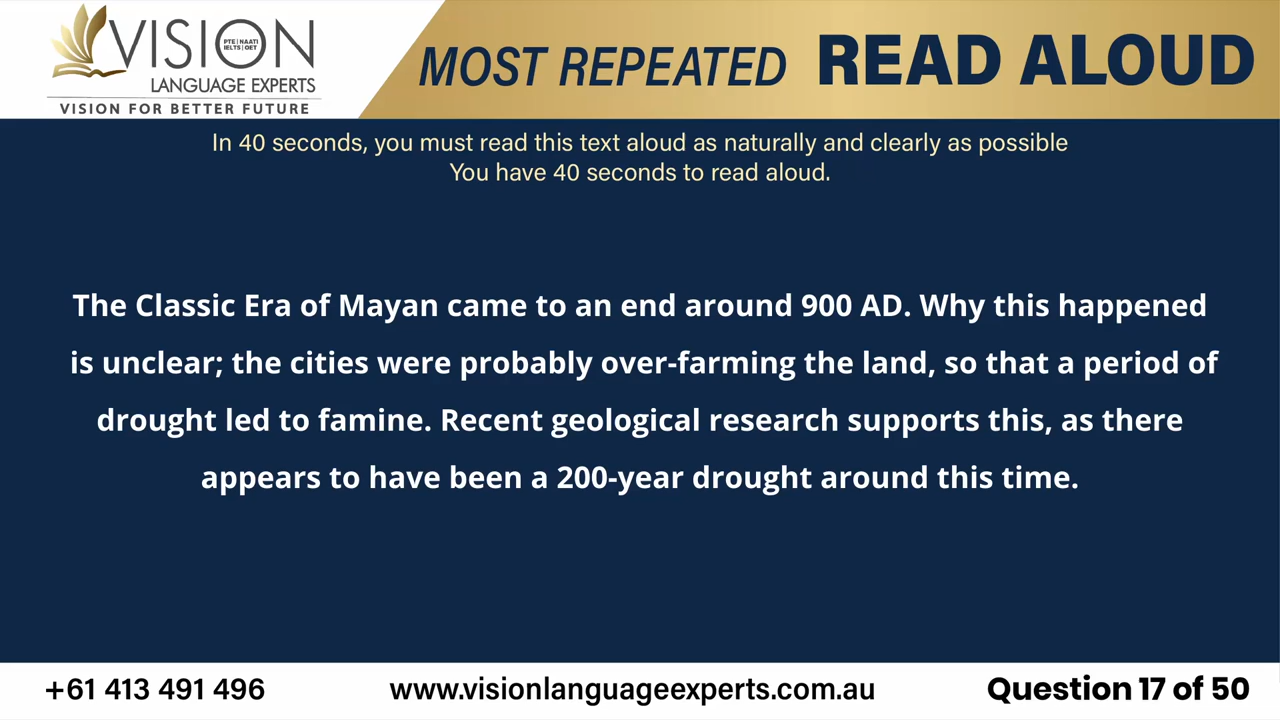 VISION
PTE | NAATI
IELTS | OET
LANGUAGE EXPERTS
VISION FOR BETTER FUTURE
MOST REPEATED READ ALOUD
In 40 seconds, you must read this text aloud as naturally and clearly as possible
You have 40 seconds to read aloud.
The Classic Era of Mayan came to an end around 900 AD. Why this happened
is unclear; the cities were probably over-farming the land, so that a period of
drought led to famine. Recent geological research supports this, as there
appears to have been a 200-year drought around this time.
+61 413 491 496
www.visionlanguageexperts.com.au
Question 17 of 50